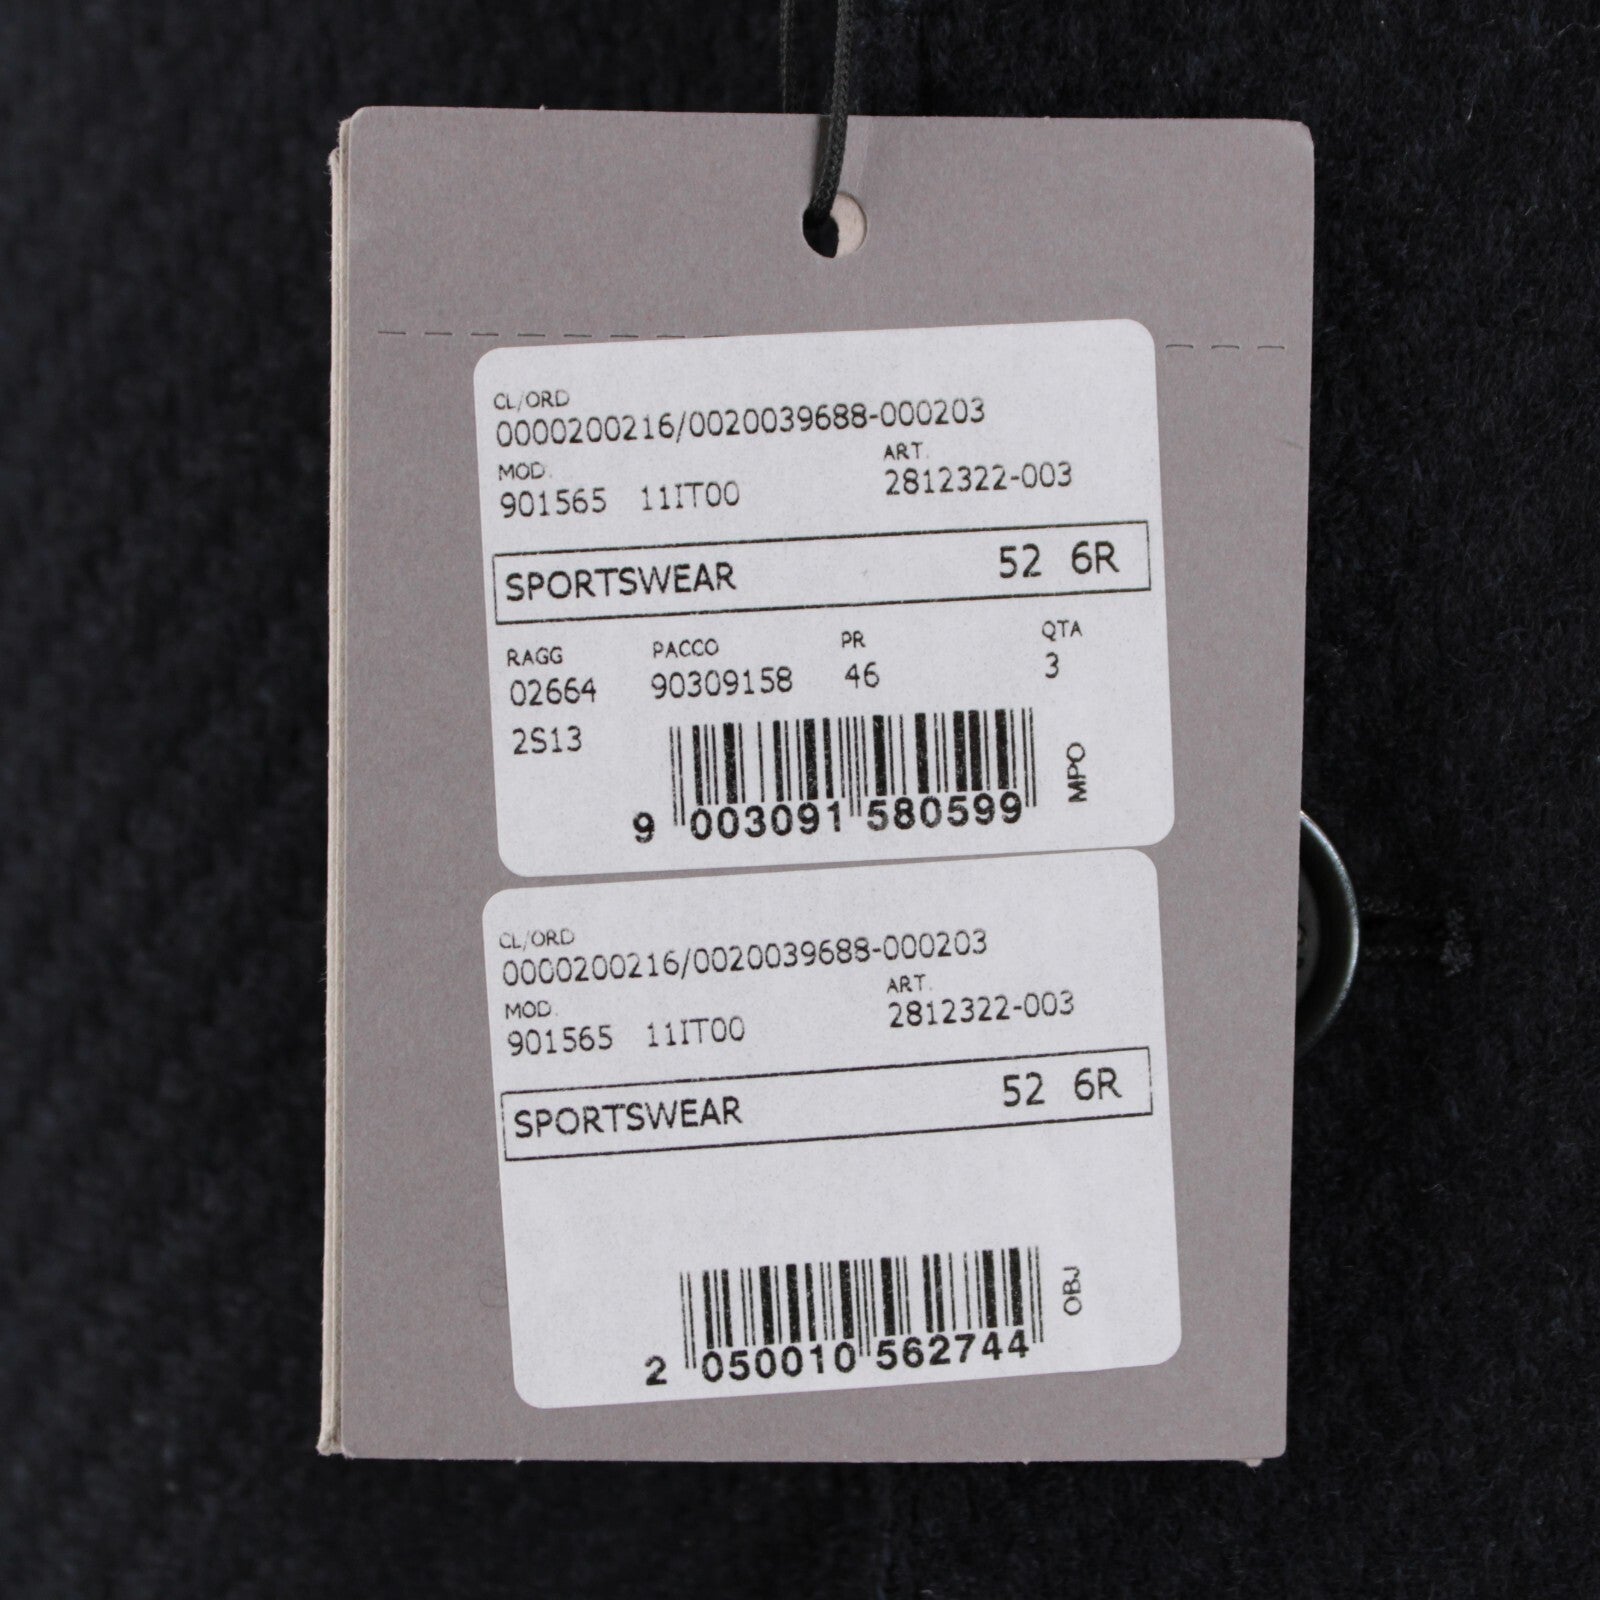 CL/ORD
0000200216/0020039688-000203
MOD. ART.
901565 11IT00 2812322-003
SPORTSWEAR 52 6R
RAGG PACCO PR QTA
02664 90309158 46 3
2S13
MPO
9 003091 580599
CL/ORD
0000200216/0020039688-000203
MOD. ART.
901565 11IT00 2812322-003
SPORTSWEAR 52 6R
OBJ
2 050010 562744